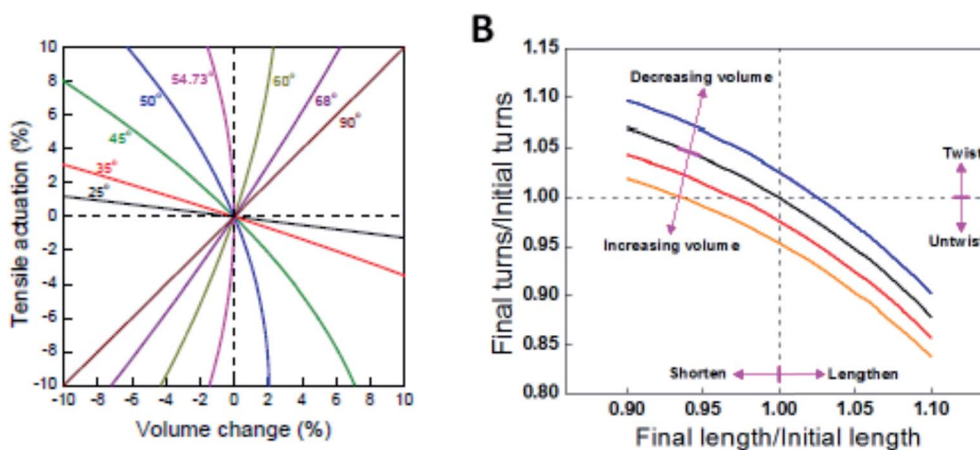 Tensile actuation (%)
10
8
6
4
2
0
-2
-4
-6
-8
-10
-10 -8 -6 -4 -2 0 2 4 6 8 10
Volume change (%)
54.73°
60°
50°
68°
90°
45°
35°
25°
B
Final turns/Initial turns
1.15
1.10
1.05
1.00
0.95
0.90
0.85
0.80
0.90 0.95 1.00 1.05 1.10
Final length/Initial length
Decreasing volume
Increasing volume
Twist
Untwist
Shorten
Lengthen